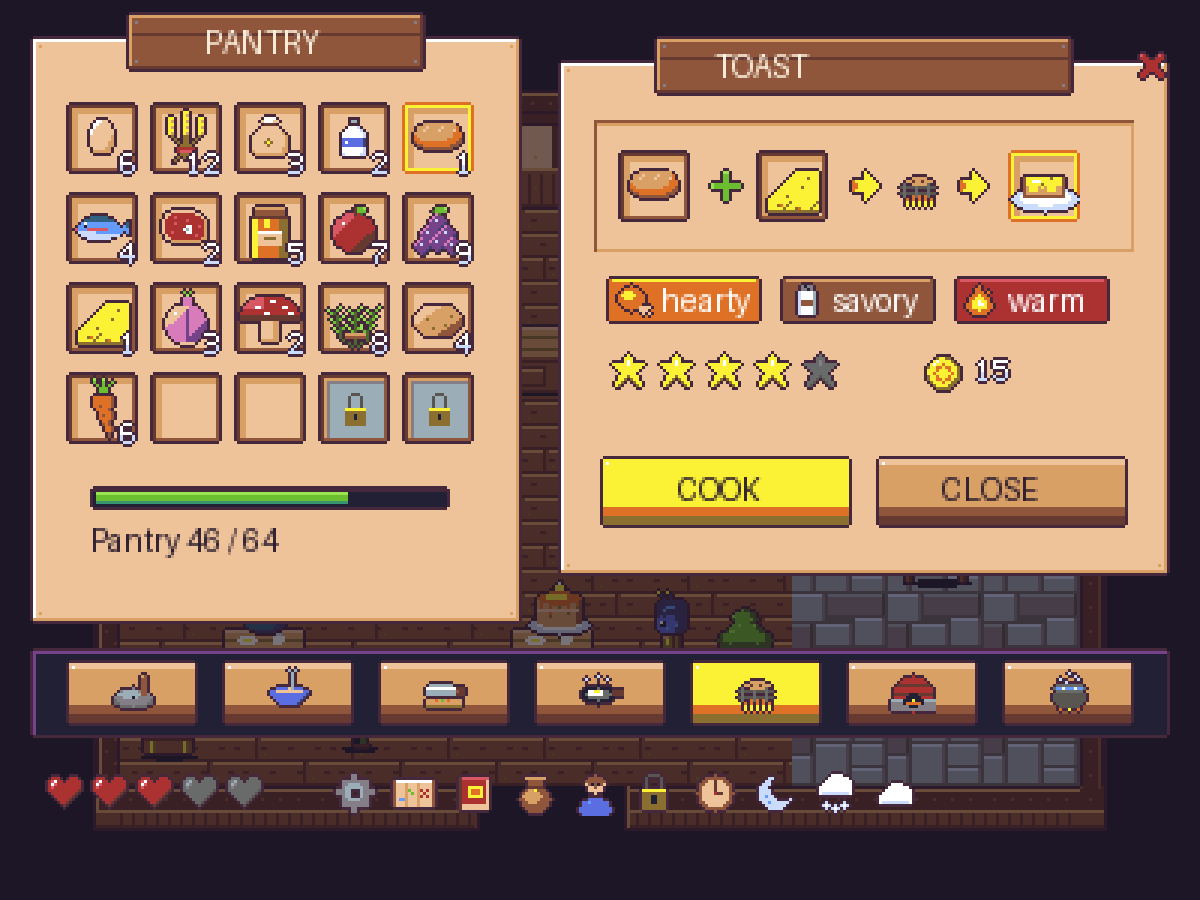 PANTRY
6 12 3 2 1
4 2 5 7 9
1 3 2 8 4
6
Pantry 46 / 64
TOAST
hearty savory warm
15
COOK CLOSE